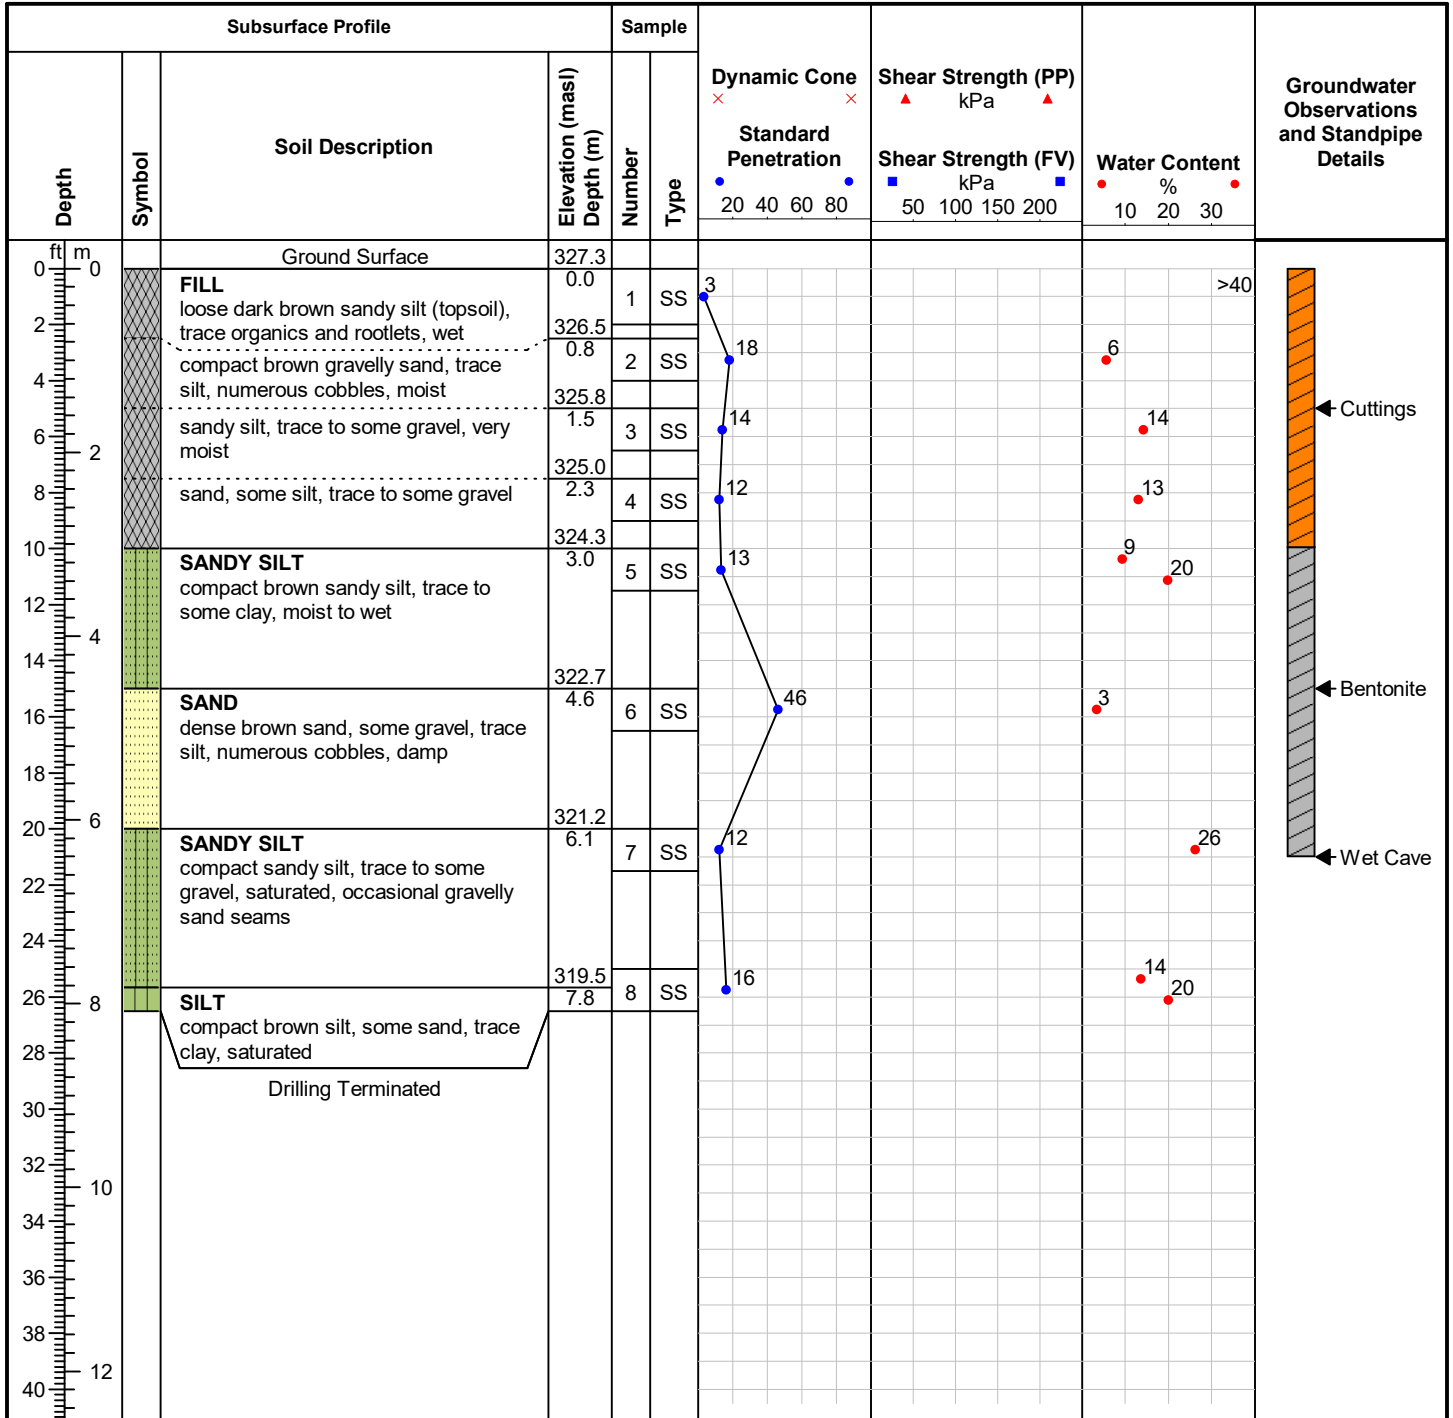 Subsurface Profile
Sample
Depth
Symbol
Soil Description
Elevation (masl)
Depth (m)
Number
Type
Dynamic Cone
Standard
Penetration
20 40 60 80
Shear Strength (PP)
kPa
Shear Strength (FV)
kPa
50 100 150 200
Water Content
%
10 20 30
Groundwater
Observations
and Standpipe
Details
ft m
Ground Surface
327.3
0 0
FILL
0.0
loose dark brown sandy silt (topsoil),
trace organics and rootlets, wet
1 SS
3
>40
2
326.5
0.8
compact brown gravelly sand, trace
silt, numerous cobbles, moist
2 SS
18
6
4
325.8
1.5
Cuttings
sandy silt, trace to some gravel, very
moist
3 SS
14
14
6
2
325.0
2.3
sand, some silt, trace to some gravel
4 SS
12
13
8
324.3
10
SANDY SILT
3.0
compact brown sandy silt, trace to
some clay, moist to wet
5 SS
13
9
20
12
4
14
322.7
SAND
4.6
Bentonite
dense brown sand, some gravel, trace
silt, numerous cobbles, damp
6 SS
46
3
16
18
6
321.2
20
SANDY SILT
6.1
compact sandy silt, trace to some
gravel, saturated, occasional gravelly
sand seams
7 SS
12
26
Wet Cave
22
24
319.5
7.8
8 SS
16
14
20
26
8
SILT
compact brown silt, some sand, trace
clay, saturated
28
Drilling Terminated
30
32
10
34
36
38
12
40